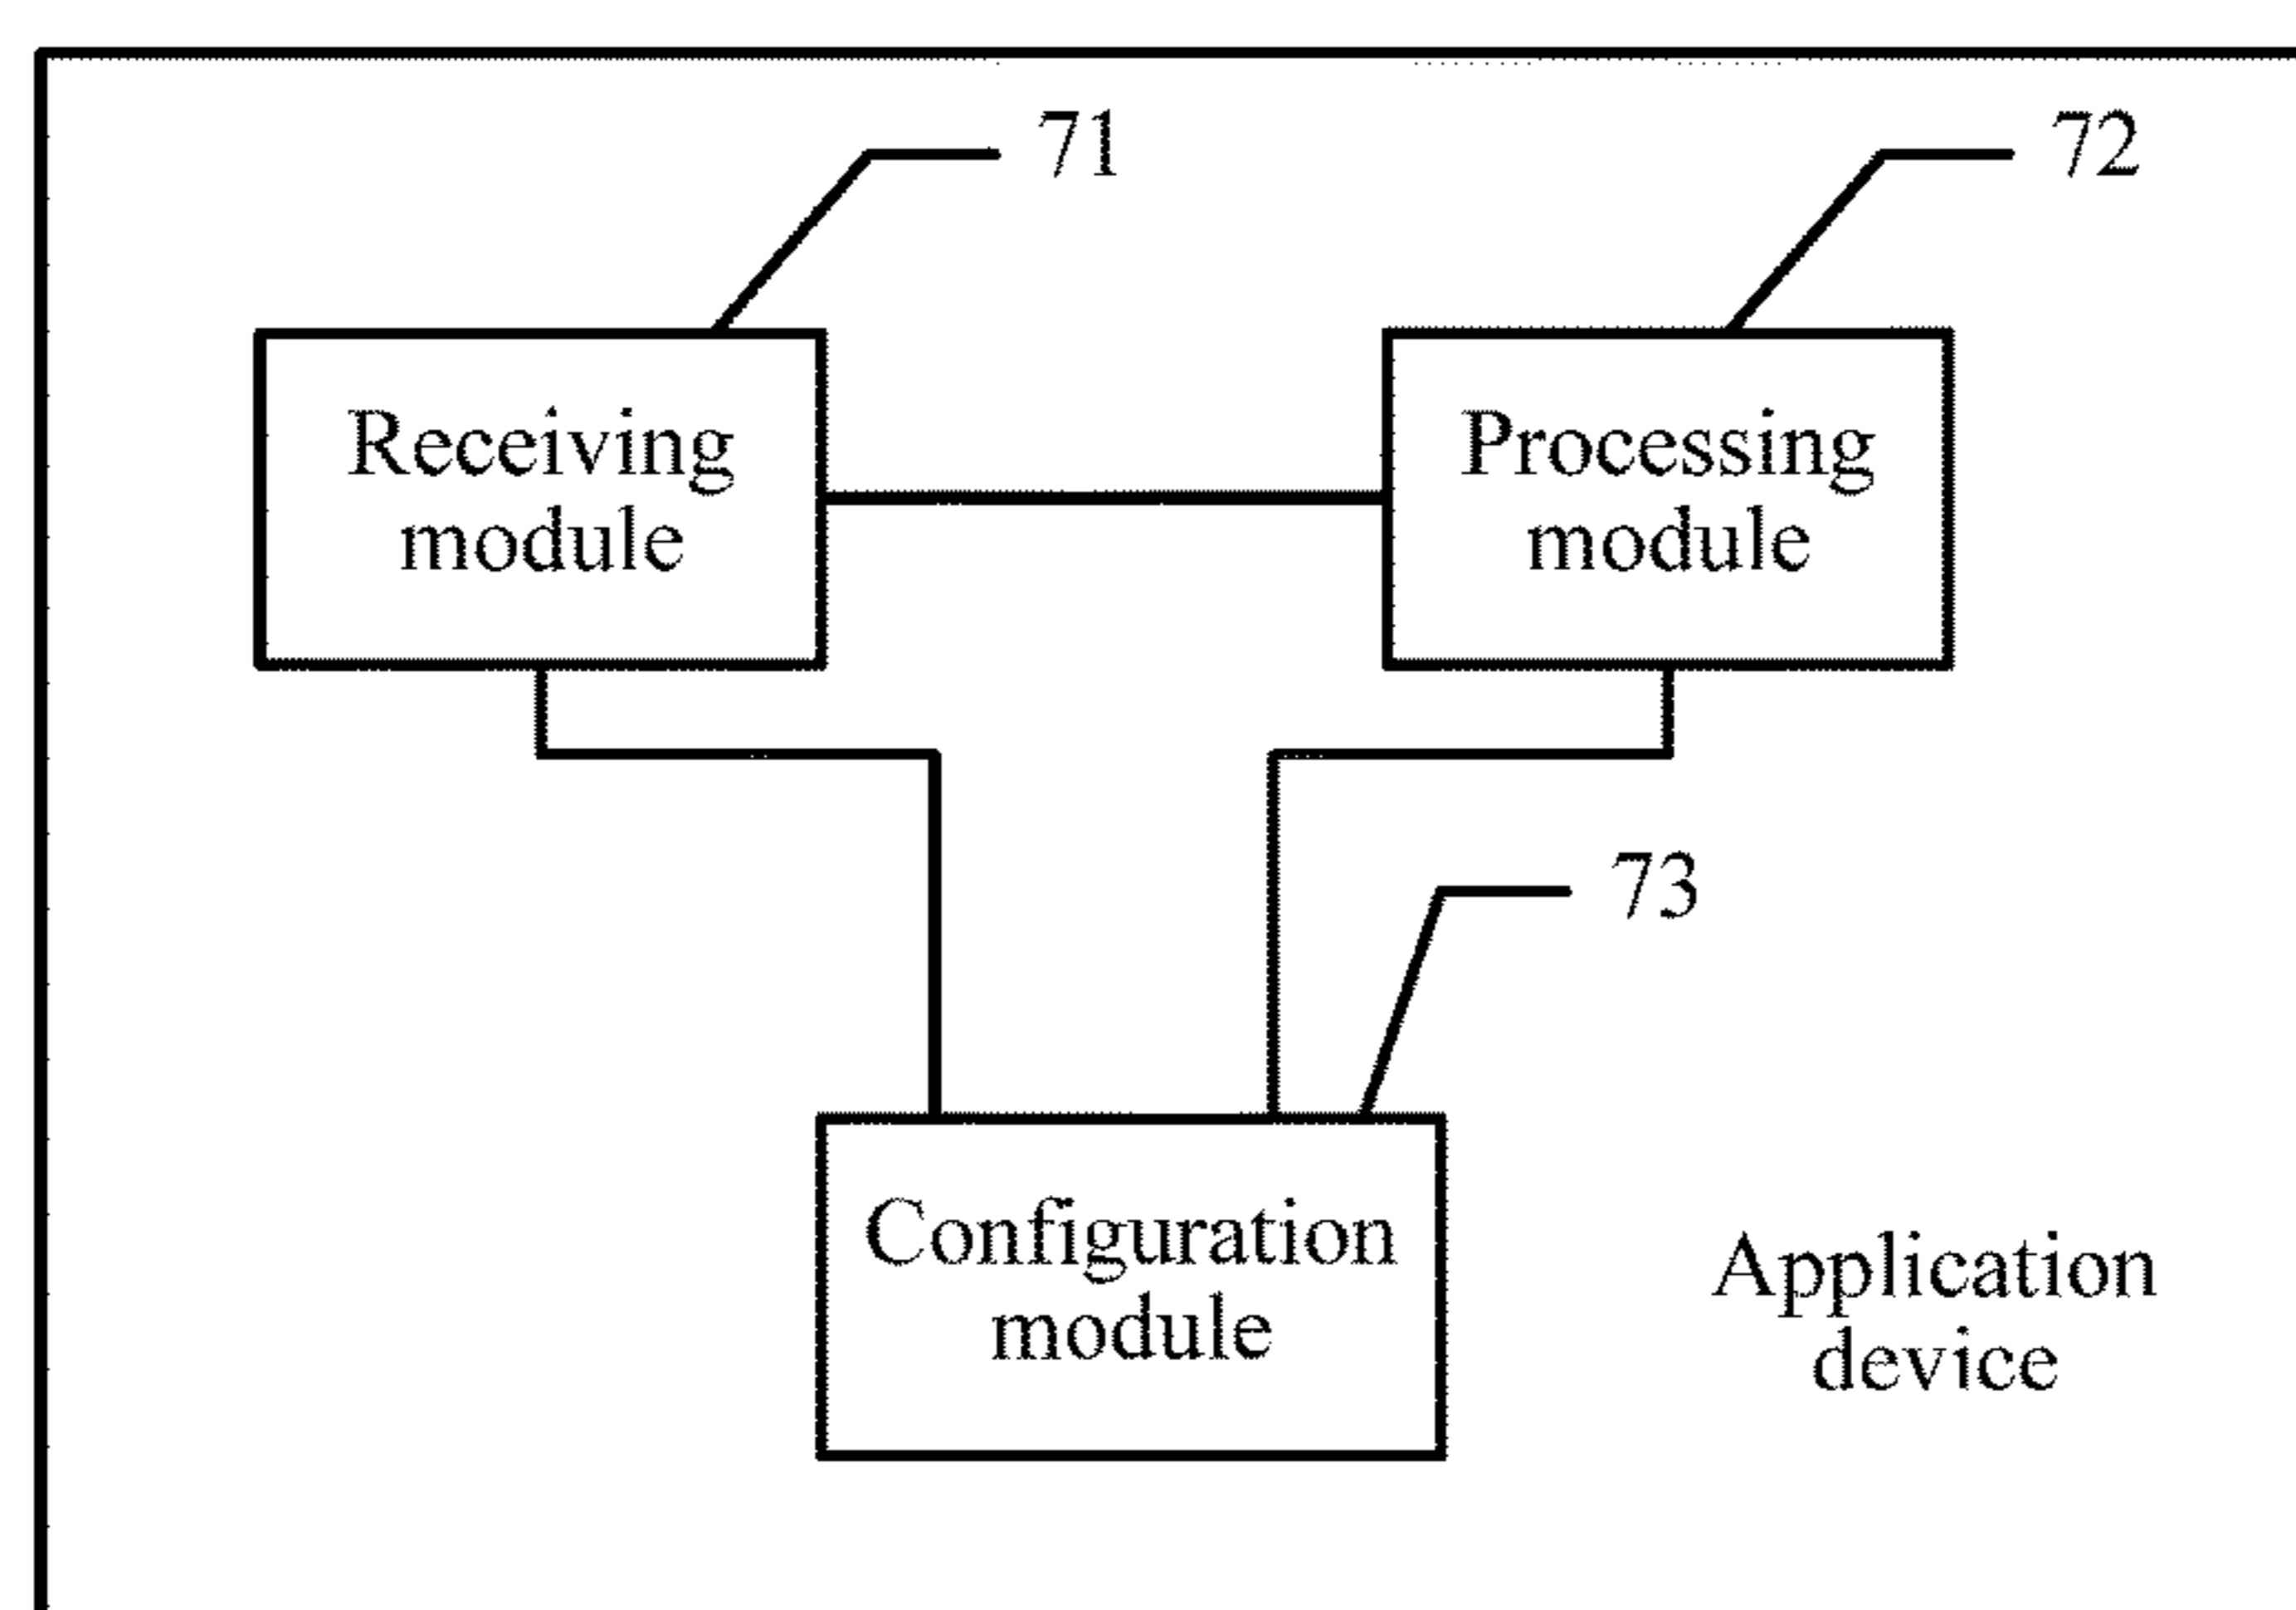 71
72
Receiving
module
Processing
module
73
Configuration
module
Application
device